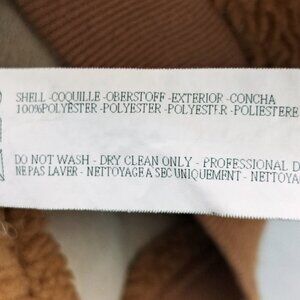 SHELL -COQUILLE -OBERSTOFF -EXTERIOR -CONCHA
100%POLYESTER -POLYESTER -POLYESTER -POLIESTERE
DO NOT WASH - DRY CLEAN ONLY - PROFESSIONAL D
NE PAS LAVER - NETTOYAGE A SEC UNIQUEMENT - NETTOYA